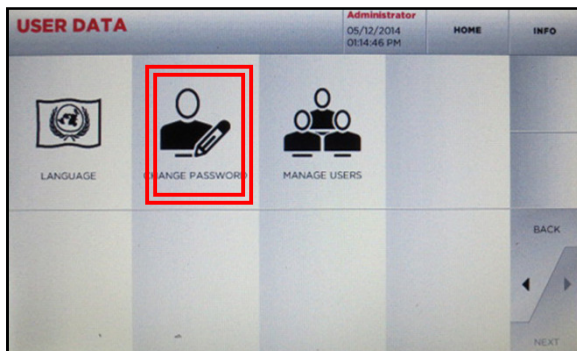 USER DATA
Administrator
05/12/2014
01:14:46 PM
HOME
INFO
LANGUAGE
CHANGE PASSWORD
MANAGE USERS
BACK
NEXT